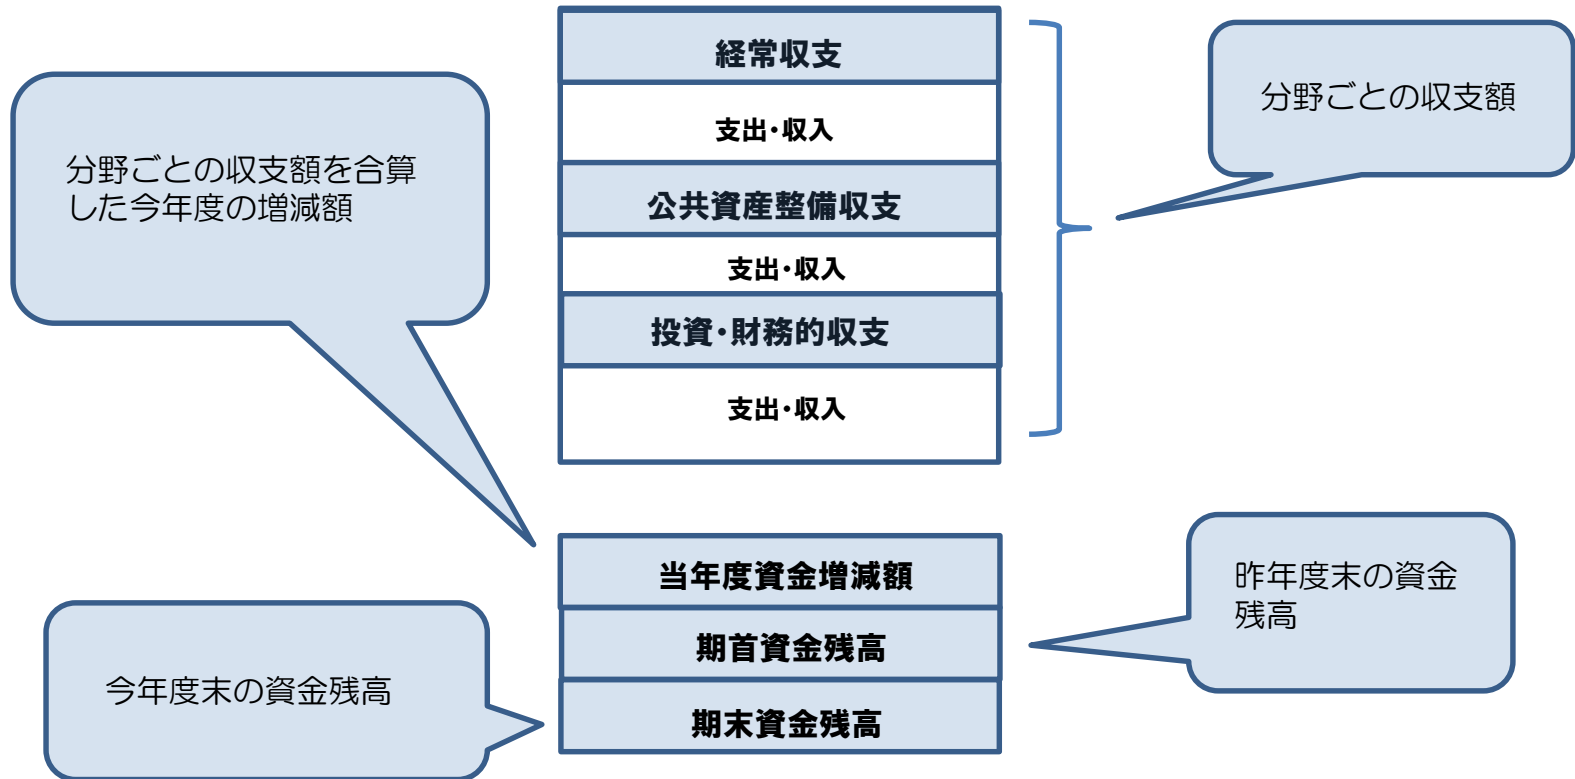 経常収支
支出・収入
公共資産整備収支
支出・収入
投資・財務的収支
支出・収入
分野ごとの収支額
分野ごとの収支額を合算
した今年度の増減額
当年度資金増減額
期首資金残高
期末資金残高
昨年度末の資金
残高
今年度末の資金残高